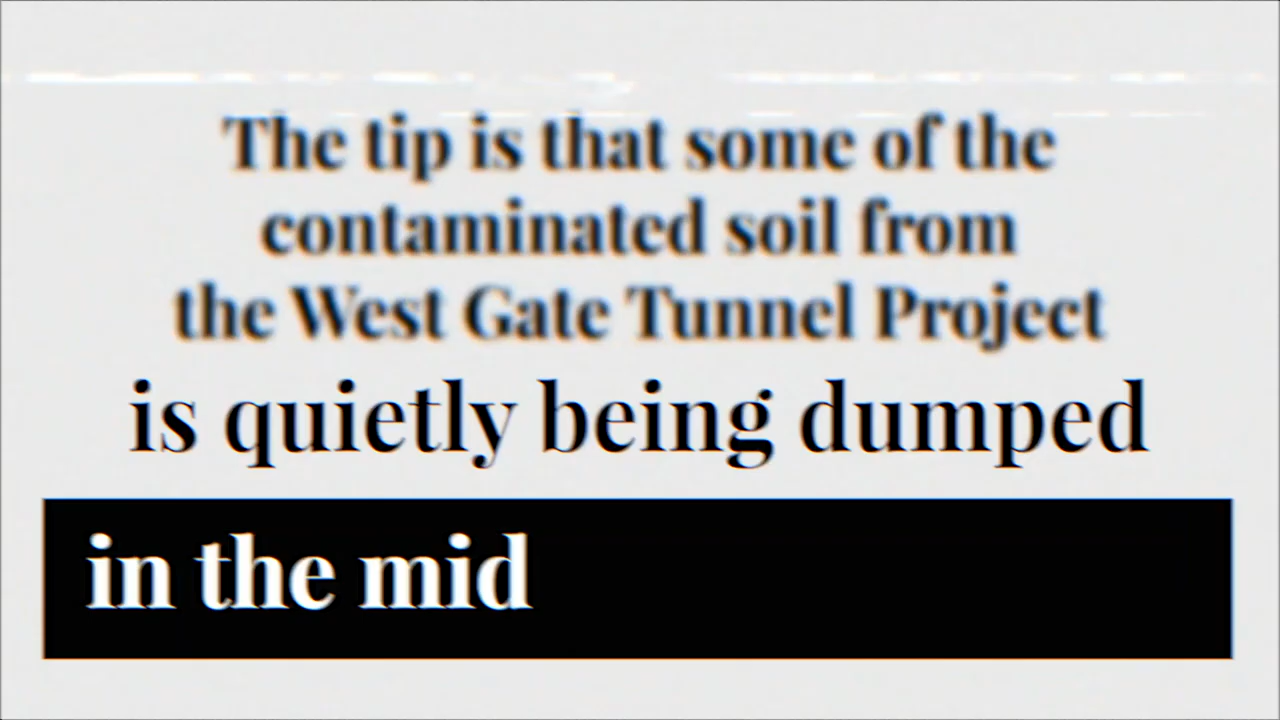 The tip is that some of the
contaminated soil from
the West Gate Tunnel Project
is quietly being dumped
in the mid